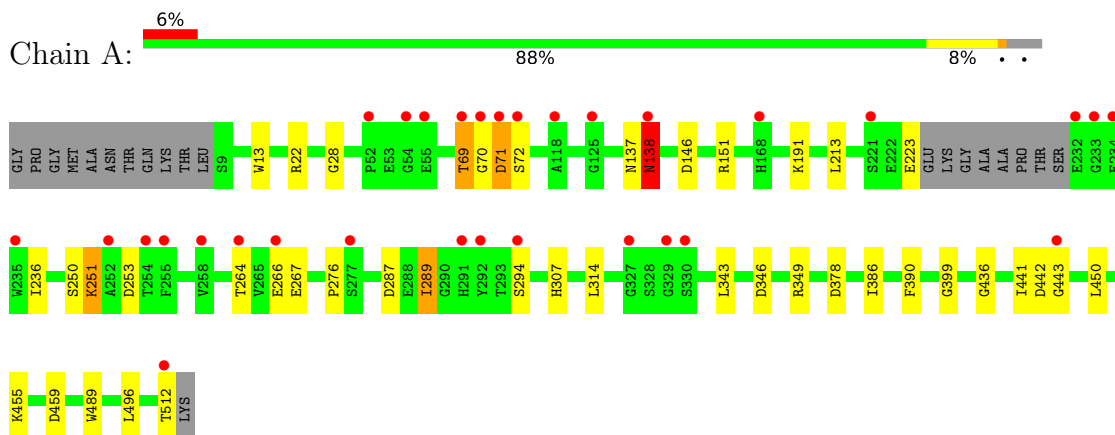 6%
Chain A:
88% 8% • •
GLY PRO GLY MET ALA ASN THR GLN LYS THR LEU S9 W13 R22 G28 P52 E53 G54 E55 T69 G70 D71 S72 A118 G125 N137 N138 D146 R151 H168 K191 L213 S221 E222 E223 GLU LYS GLY ALA ALA PRO THR SER E232 G233 E234
W235 I236 S250 K251 A252 D253 T254 F255 V258 T264 V265 E266 E267 P276 S277 D287 E288 I289 G290 H291 Y292 T293 S294 H307 L314 G327 S328 G329 S330 L343 D346 R349 D378 I386 F390 G399 G436 I441 D442 G443 L450
K455 D459 W489 L496 T512 LYS